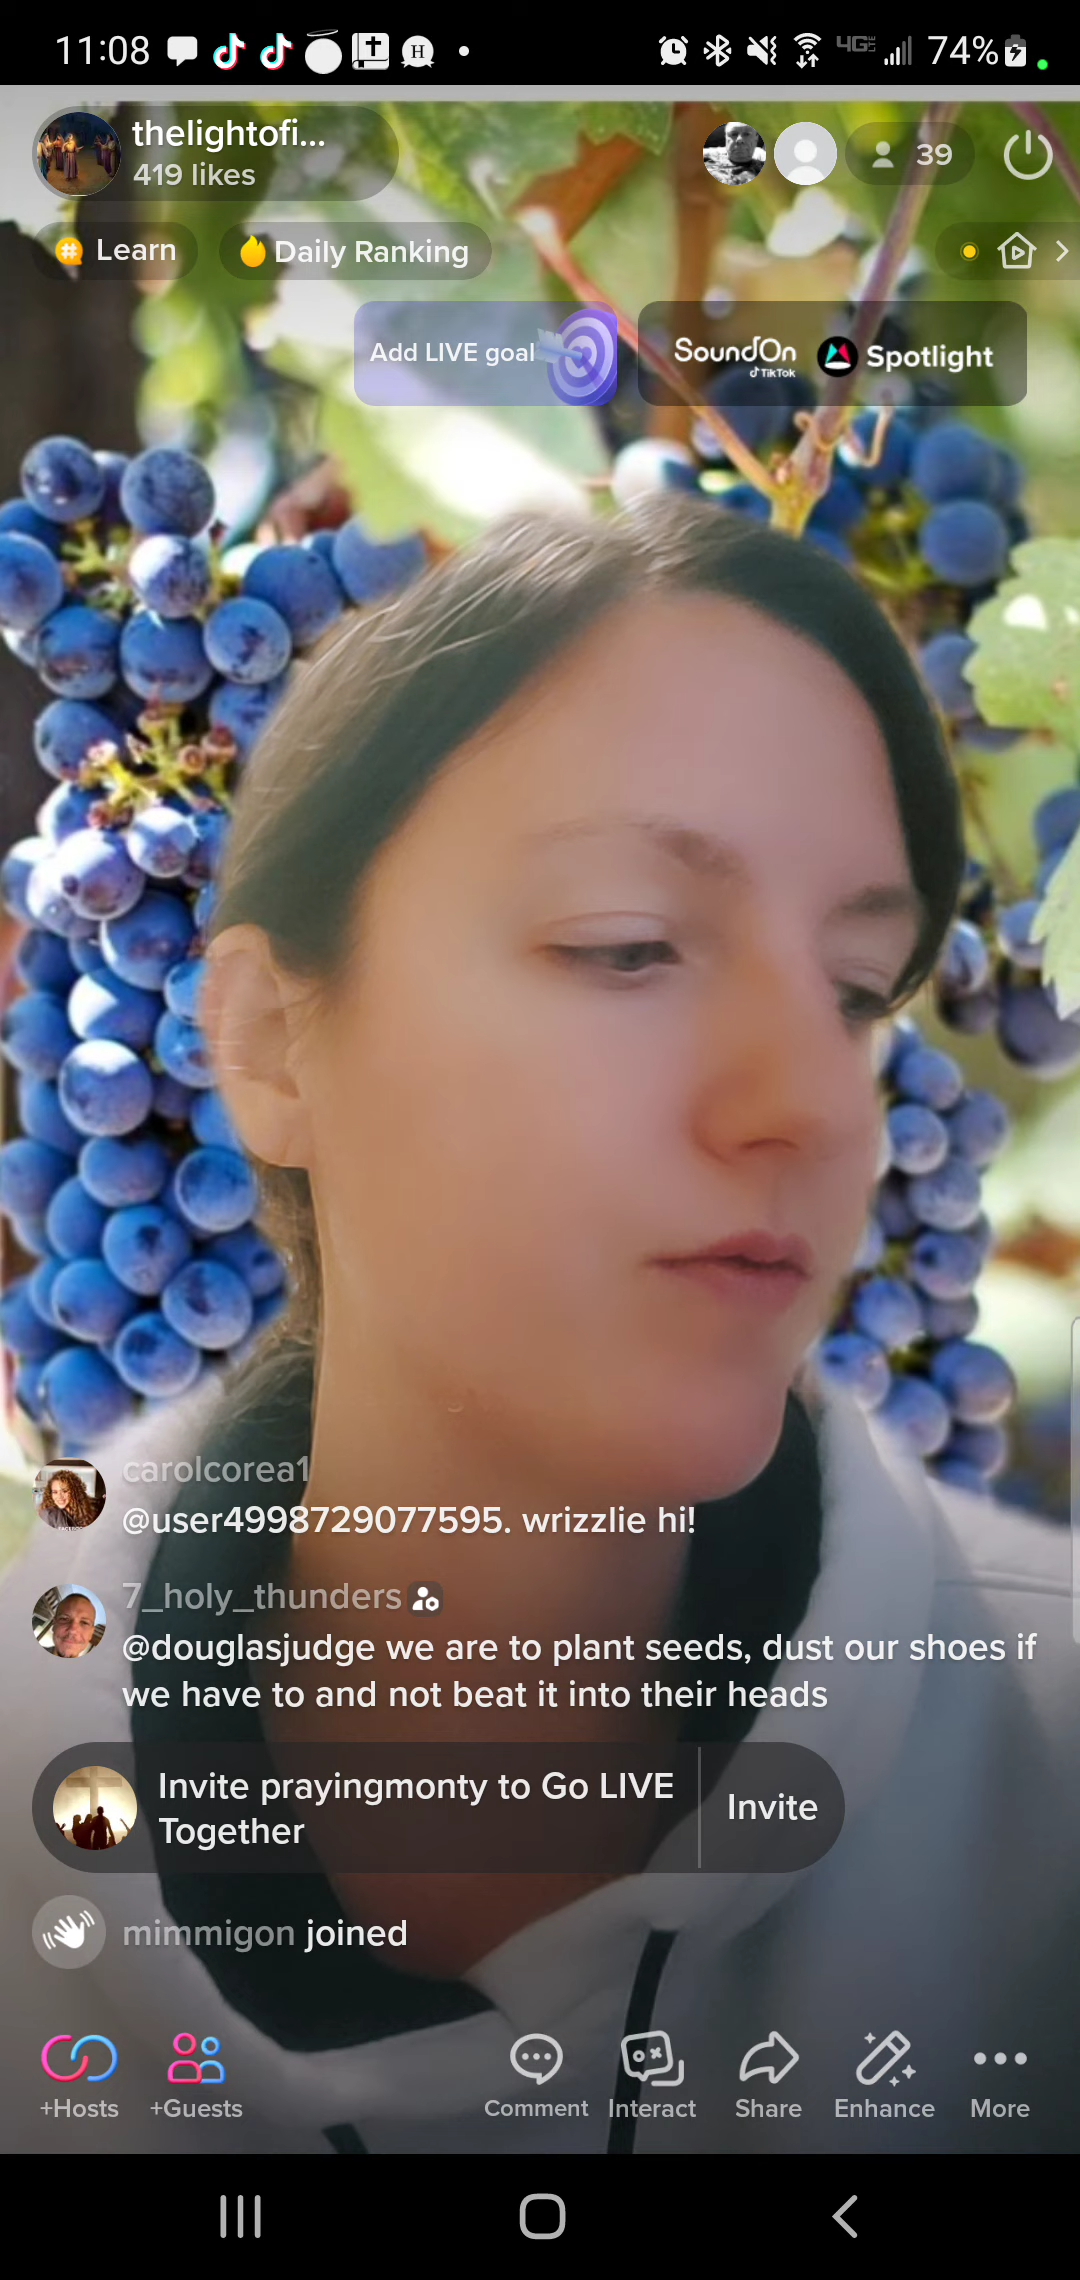 11:08
H
4G LTE
74%
thelightofi...
419 likes
39
Learn
Daily Ranking
Add LIVE goal
SoundOn
TikTok
Spotlight
carolcorea1
@user4998729077595. wrizzlie hi!
7_holy_thunders
@douglasjudge we are to plant seeds, dust our shoes if
we have to and not beat it into their heads
Invite prayingmonty to Go LIVE
Together
Invite
mimmigon joined
+Hosts
+Guests
Comment
Interact
Share
Enhance
More